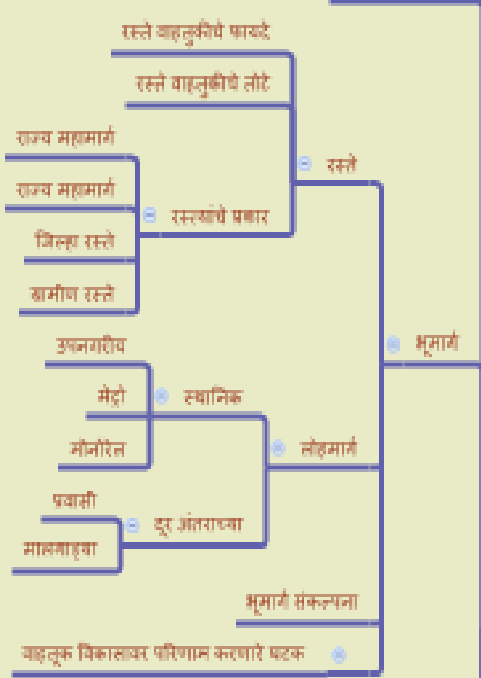 रस्ते वाहतुकीचे फायदे
रस्ते वाहतुकीचे तोटे
राज्य महामार्ग
रस्ते
राज्य महामार्ग
रस्त्यांचे प्रकार
जिल्हा रस्ते
ग्रामीण रस्ते
उपनगरीय
भूमार्ग
मेट्रो
स्थानिक
मोनोरेल
लोहमार्ग
प्रवासी
दूर अंतराच्या
मालवाहया
भूमार्ग संकल्पना
वाहतूक विकासावर परिणाम करणारे घटक